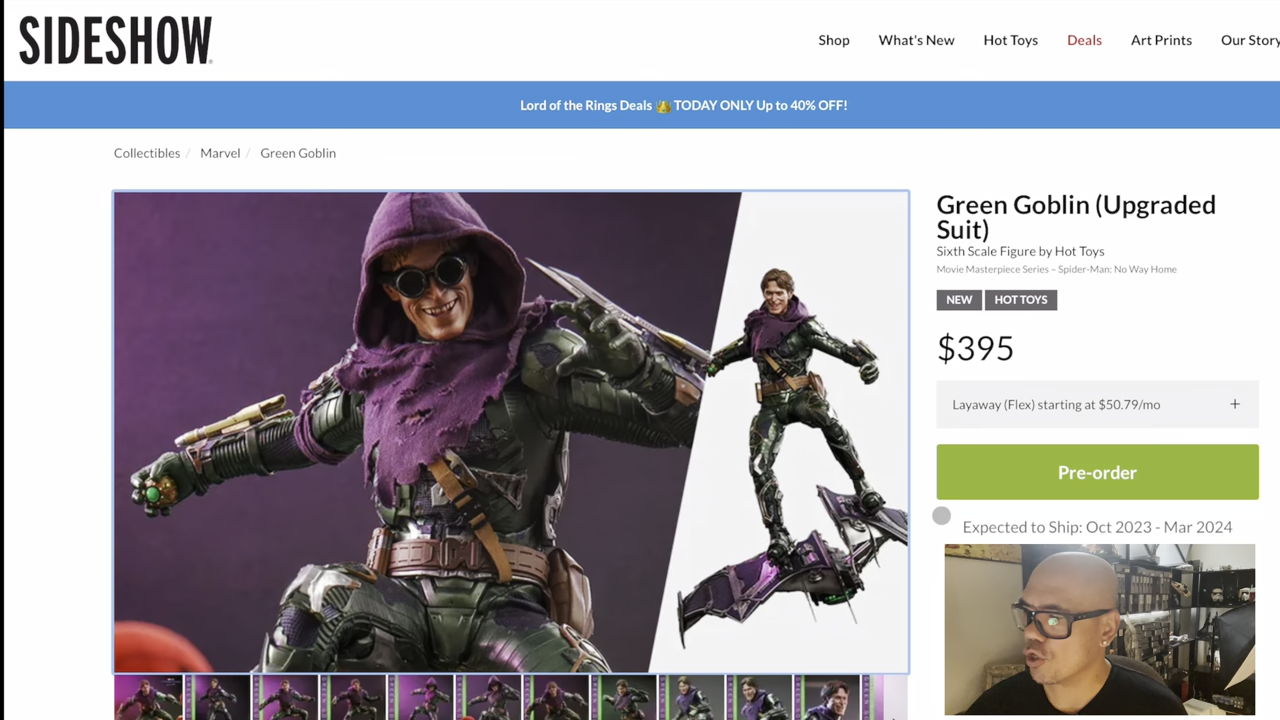 SIDESHOW
Shop What's New Hot Toys Deals Art Prints Our Story
Lord of the Rings Deals 👑 TODAY ONLY Up to 40% OFF!
Collectibles / Marvel / Green Goblin
Green Goblin (Upgraded
Suit)
Sixth Scale Figure by Hot Toys
Movie Masterpiece Series – Spider-Man: No Way Home
NEW HOT TOYS
$395
Layaway (Flex) starting at $50.79/mo +
Pre-order
Expected to Ship: Oct 2023 - Mar 2024